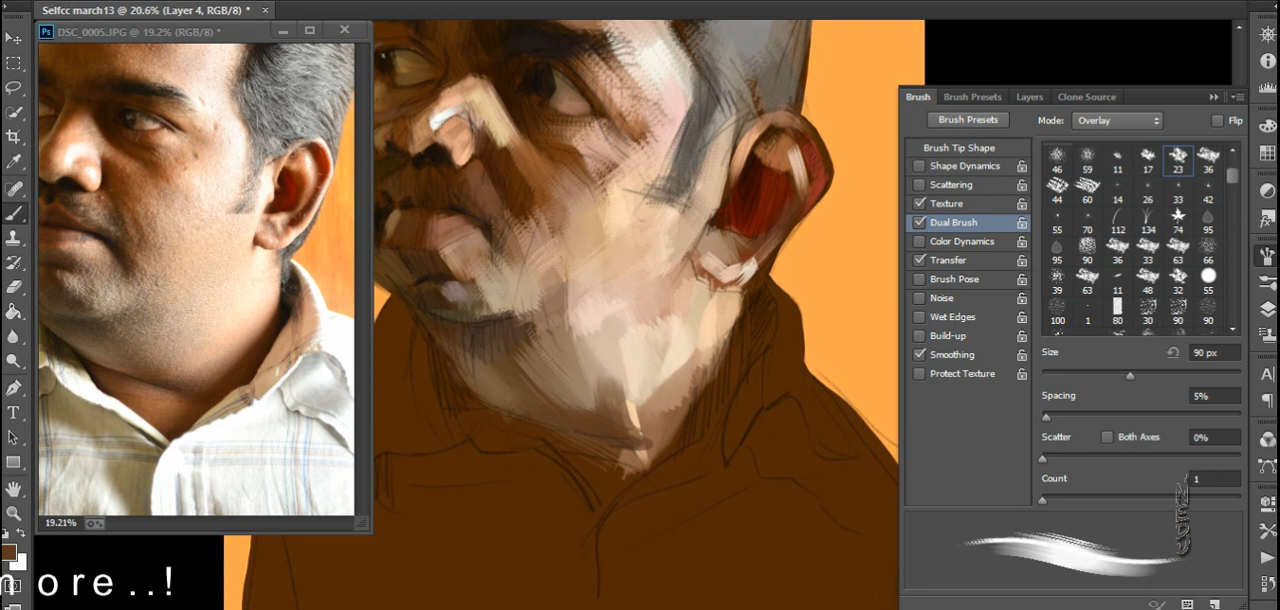 Selfcc march13 @ 20.6% (Layer 4, RGB/8) * ×
Ps DSC_0005.JPG @ 19.2% (RGB/8) *
19.21%
ore..!
Brush Brush Presets Layers Clone Source
Brush Presets Mode: Overlay Flip
Brush Tip Shape
Shape Dynamics
Scattering
Texture
Dual Brush
Color Dynamics
Transfer
Brush Pose
Noise
Wet Edges
Build-up
Smoothing
Protect Texture
46 59 11 17 23 36
44 60 14 26 33 42
55 70 112 134 74 95
95 90 36 33 63 66
39 63 11 48 32 55
100 1 80 30 90 90
Size 90 px
Spacing 5%
Scatter Both Axes 0%
Count 1